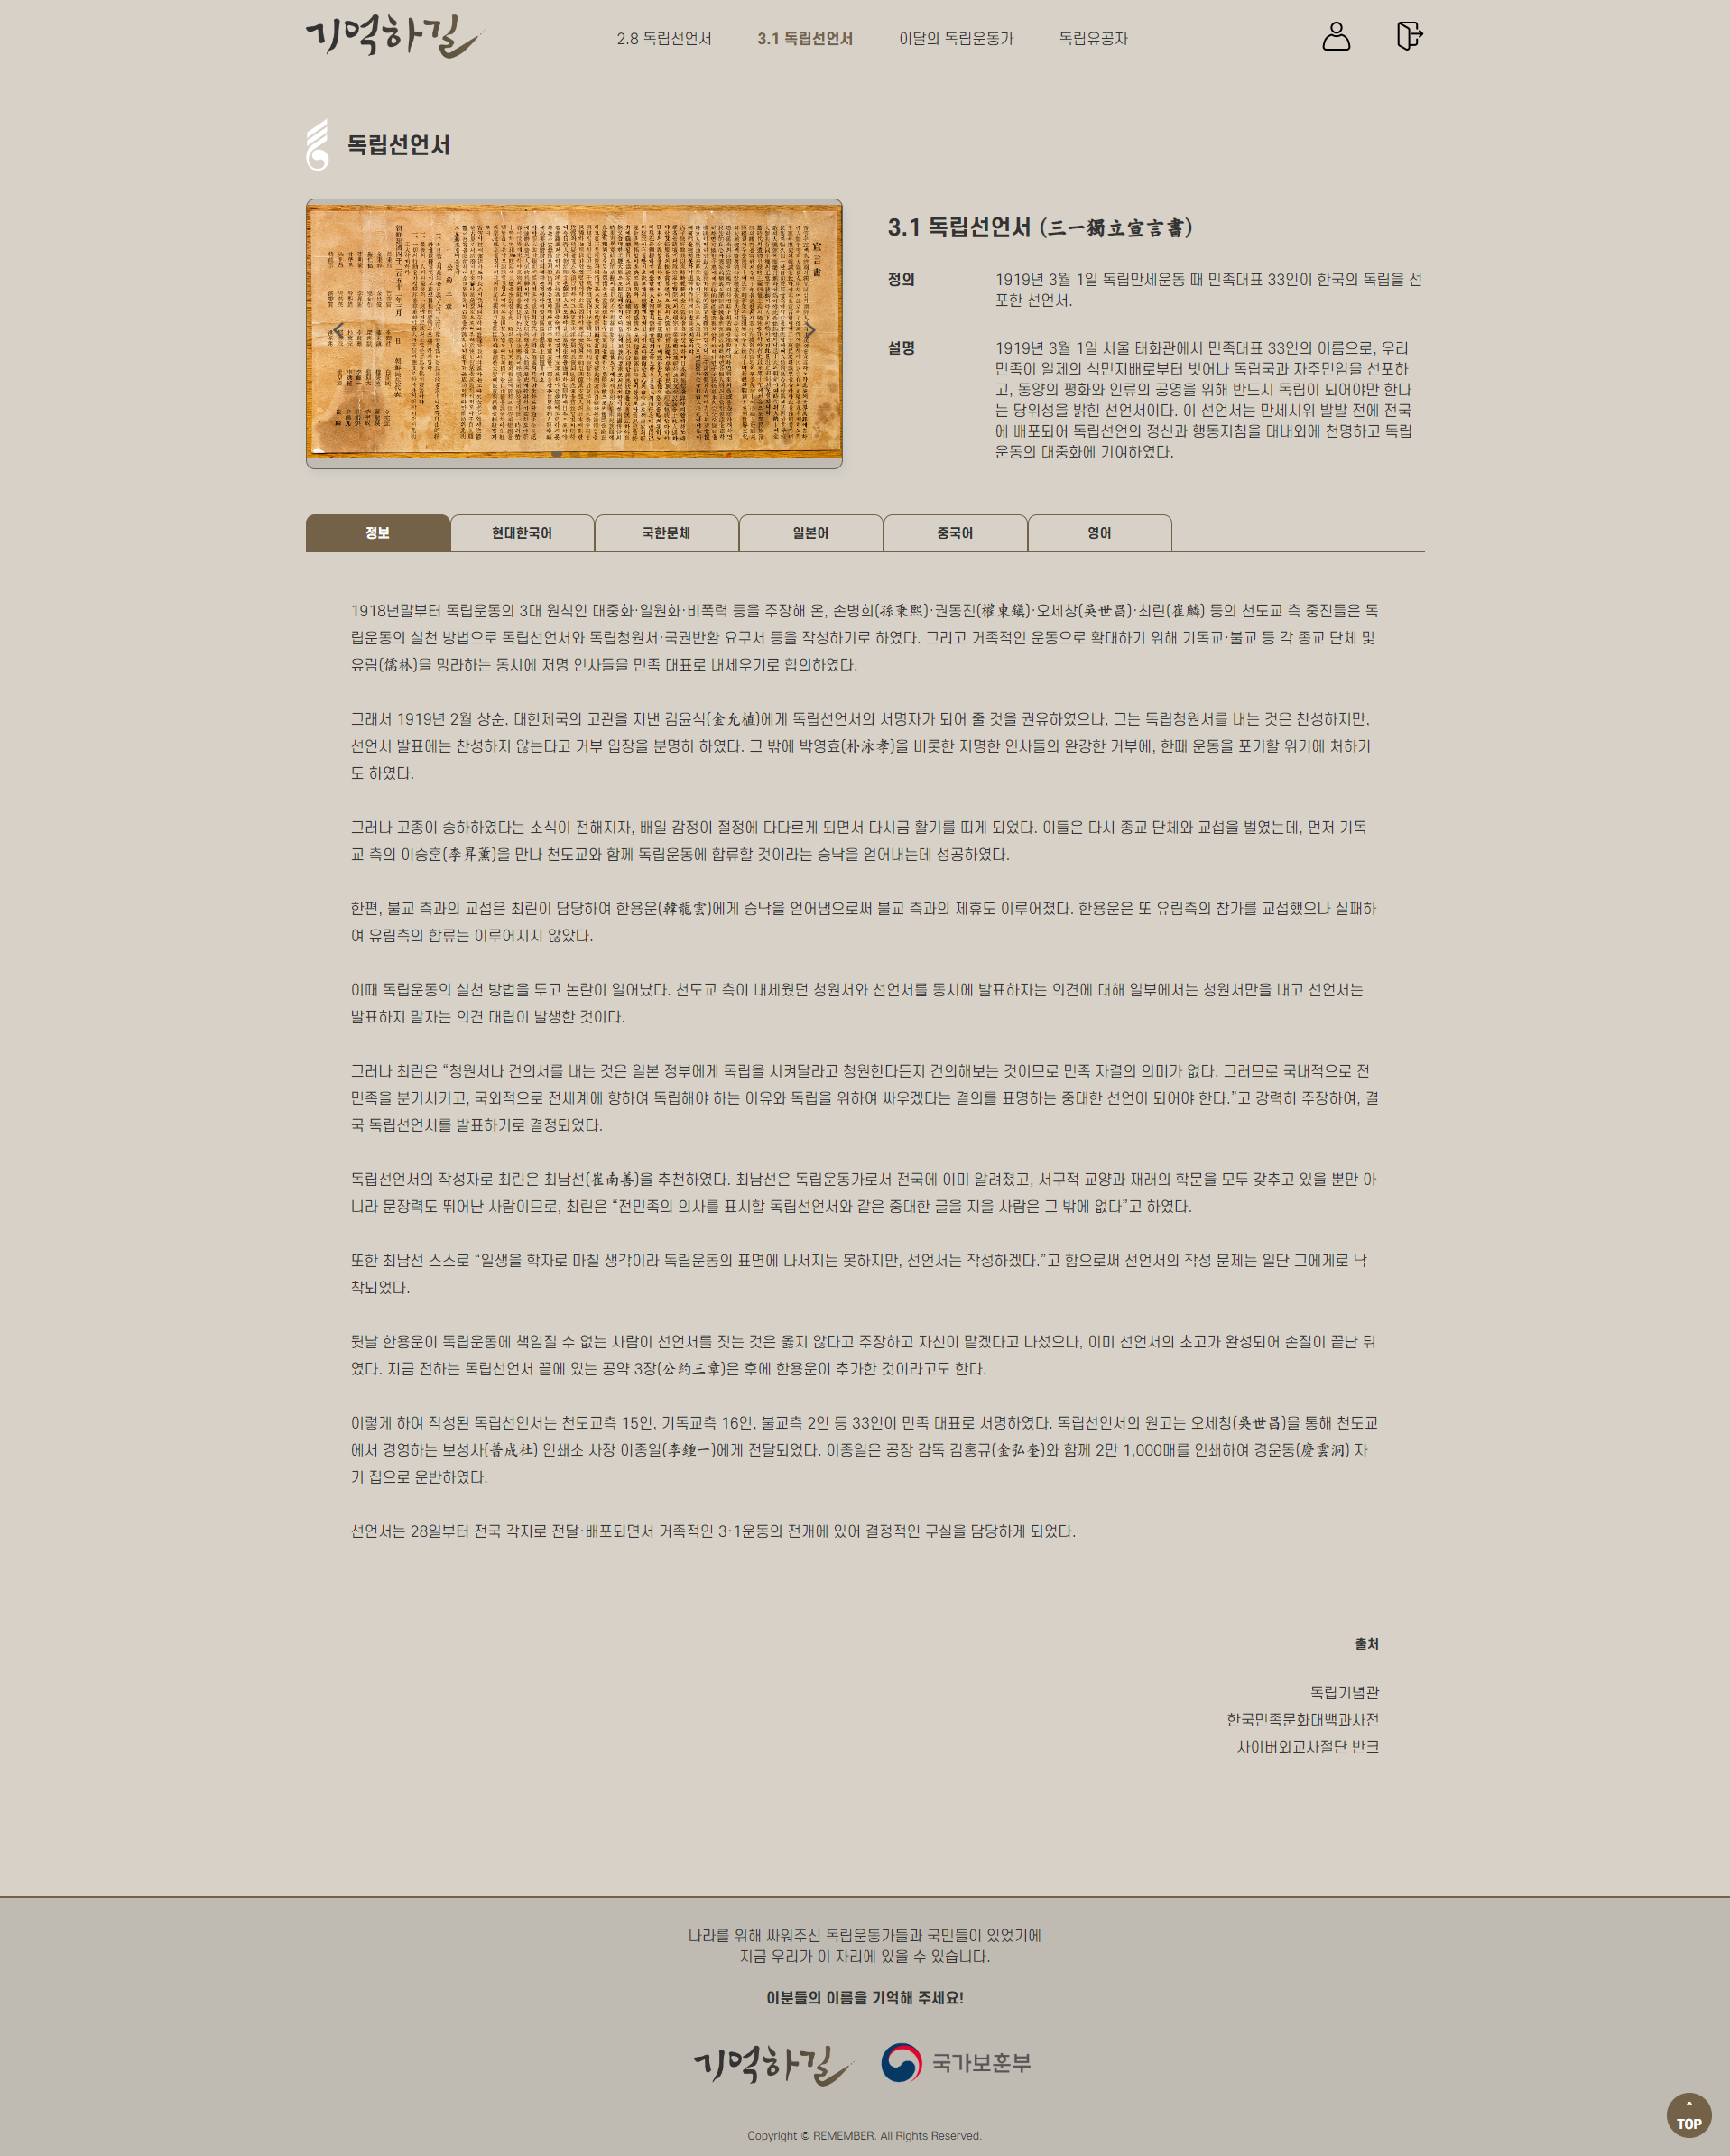 기억하길
2.8 독립선언서
3.1 독립선언서
이달의 독립운동가
독립유공자
독립선언서
宣言書
3.1 독립선언서 (三一獨立宣言書)
정의
1919년 3월 1일 독립만세운동 때 민족대표 33인이 한국의 독립을 선
포한 선언서.
설명
1919년 3월 1일 서울 태화관에서 민족대표 33인의 이름으로, 우리
민족이 일제의 식민지배로부터 벗어나 독립국과 자주민임을 선포하
고, 동양의 평화와 인류의 공영을 위해 반드시 독립이 되어야만 한다
는 당위성을 밝힌 선언서이다. 이 선언서는 만세시위 발발 전에 전국
에 배포되어 독립선언의 정신과 행동지침을 대내외에 천명하고 독립
운동의 대중화에 기여하였다.
정보
현대한국어
국한문체
일본어
중국어
영어
1918년말부터 독립운동의 3대 원칙인 대중화·일원화·비폭력 등을 주장해 온, 손병희(孫秉熙)·권동진(權東鎭)·오세창(吳世昌)·최린(崔麟) 등의 천도교 측 중진들은 독
립운동의 실천 방법으로 독립선언서와 독립청원서·국권반환 요구서 등을 작성하기로 하였다. 그리고 거족적인 운동으로 확대하기 위해 기독교·불교 등 각 종교 단체 및
유림(儒林)을 망라하는 동시에 저명 인사들을 민족 대표로 내세우기로 합의하였다.
그래서 1919년 2월 상순, 대한제국의 고관을 지낸 김윤식(金允植)에게 독립선언서의 서명자가 되어 줄 것을 권유하였으나, 그는 독립청원서를 내는 것은 찬성하지만,
선언서 발표에는 찬성하지 않는다고 거부 입장을 분명히 하였다. 그 밖에 박영효(朴泳孝)을 비롯한 저명한 인사들의 완강한 거부에, 한때 운동을 포기할 위기에 처하기
도 하였다.
그러나 고종이 승하하였다는 소식이 전해지자, 배일 감정이 절정에 다다르게 되면서 다시금 활기를 띠게 되었다. 이들은 다시 종교 단체와 교섭을 벌였는데, 먼저 기독
교 측의 이승훈(李昇薰)을 만나 천도교와 함께 독립운동에 합류할 것이라는 승낙을 얻어내는데 성공하였다.
한편, 불교 측과의 교섭은 최린이 담당하여 한용운(韓龍雲)에게 승낙을 얻어냄으로써 불교 측과의 제휴도 이루어졌다. 한용운은 또 유림측의 참가를 교섭했으나 실패하
여 유림측의 합류는 이루어지지 않았다.
이때 독립운동의 실천 방법을 두고 논란이 일어났다. 천도교 측이 내세웠던 청원서와 선언서를 동시에 발표하자는 의견에 대해 일부에서는 청원서만을 내고 선언서는
발표하지 말자는 의견 대립이 발생한 것이다.
그러나 최린은 “청원서나 건의서를 내는 것은 일본 정부에게 독립을 시켜달라고 청원한다든지 건의해보는 것이므로 민족 자결의 의미가 없다. 그러므로 국내적으로 전
민족을 분기시키고, 국외적으로 전세계에 향하여 독립해야 하는 이유와 독립을 위하여 싸우겠다는 결의를 표명하는 중대한 선언이 되어야 한다.”고 강력히 주장하여, 결
국 독립선언서를 발표하기로 결정되었다.
독립선언서의 작성자로 최린은 최남선(崔南善)을 추천하였다. 최남선은 독립운동가로서 전국에 이미 알려졌고, 서구적 교양과 재래의 학문을 모두 갖추고 있을 뿐만 아
니라 문장력도 뛰어난 사람이므로, 최린은 “전민족의 의사를 표시할 독립선언서와 같은 중대한 글을 지을 사람은 그 밖에 없다”고 하였다.
또한 최남선 스스로 “일생을 학자로 마칠 생각이라 독립운동의 표면에 나서지는 못하지만, 선언서는 작성하겠다.”고 함으로써 선언서의 작성 문제는 일단 그에게로 낙
착되었다.
뒷날 한용운이 독립운동에 책임질 수 없는 사람이 선언서를 짓는 것은 옳지 않다고 주장하고 자신이 맡겠다고 나섰으나, 이미 선언서의 초고가 완성되어 손질이 끝난 뒤
였다. 지금 전하는 독립선언서 끝에 있는 공약 3장(公約三章)은 후에 한용운이 추가한 것이라고도 한다.
이렇게 하여 작성된 독립선언서는 천도교측 15인, 기독교측 16인, 불교측 2인 등 33인이 민족 대표로 서명하였다. 독립선언서의 원고는 오세창(吳世昌)을 통해 천도교
에서 경영하는 보성사(普成社) 인쇄소 사장 이종일(李鍾一)에게 전달되었다. 이종일은 공장 감독 김홍규(金弘奎)와 함께 2만 1,000매를 인쇄하여 경운동(慶雲洞) 자
기 집으로 운반하였다.
선언서는 28일부터 전국 각지로 전달·배포되면서 거족적인 3·1운동의 전개에 있어 결정적인 구실을 담당하게 되었다.
출처
독립기념관
한국민족문화대백과사전
사이버외교사절단 반크
나라를 위해 싸워주신 독립운동가들과 국민들이 있었기에
지금 우리가 이 자리에 있을 수 있습니다.
이분들의 이름을 기억해 주세요!
기억하길
국가보훈부
TOP
Copyright © REMEMBER. All Rights Reserved.